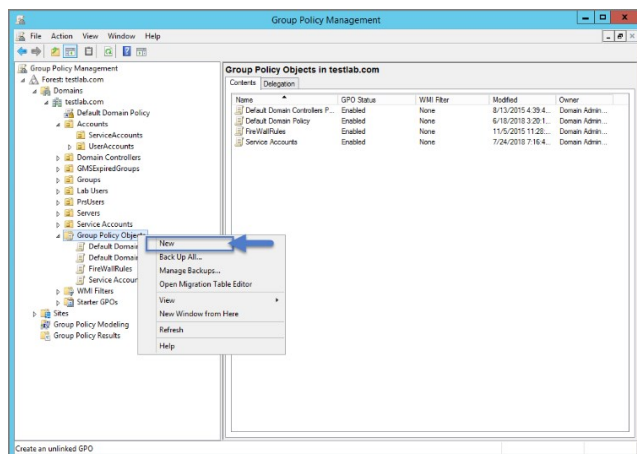 Group Policy Management
File Action View Window Help
Group Policy Management
Forest: testlab.com
Domains
testlab.com
Default Domain Policy
Accounts
ServiceAccounts
UserAccounts
Domain Controllers
GMSExpiredGroups
Groups
Lab Users
PrsUsers
Servers
Service Accounts
Group Policy Objects
Default Domain
Default Domain
FireWallRules
Service Accoun
WMI Filters
Starter GPOs
Sites
Group Policy Modeling
Group Policy Results
New
Back Up All...
Manage Backups...
Open Migration Table Editor
View
New Window from Here
Refresh
Help
Group Policy Objects in testlab.com
Contents Delegation
Name GPO Status WMI Filter Modified Owner
Default Domain Controllers P... Enabled None 8/13/2015 4:39:4... Domain Admin...
Default Domain Policy Enabled None 6/18/2018 3:20:1... Domain Admin...
FireWallRules Enabled None 11/5/2015 11:28:... Domain Admin...
Service Accounts Enabled None 7/24/2018 7:16:4... Domain Admin...
Create an unlinked GPO